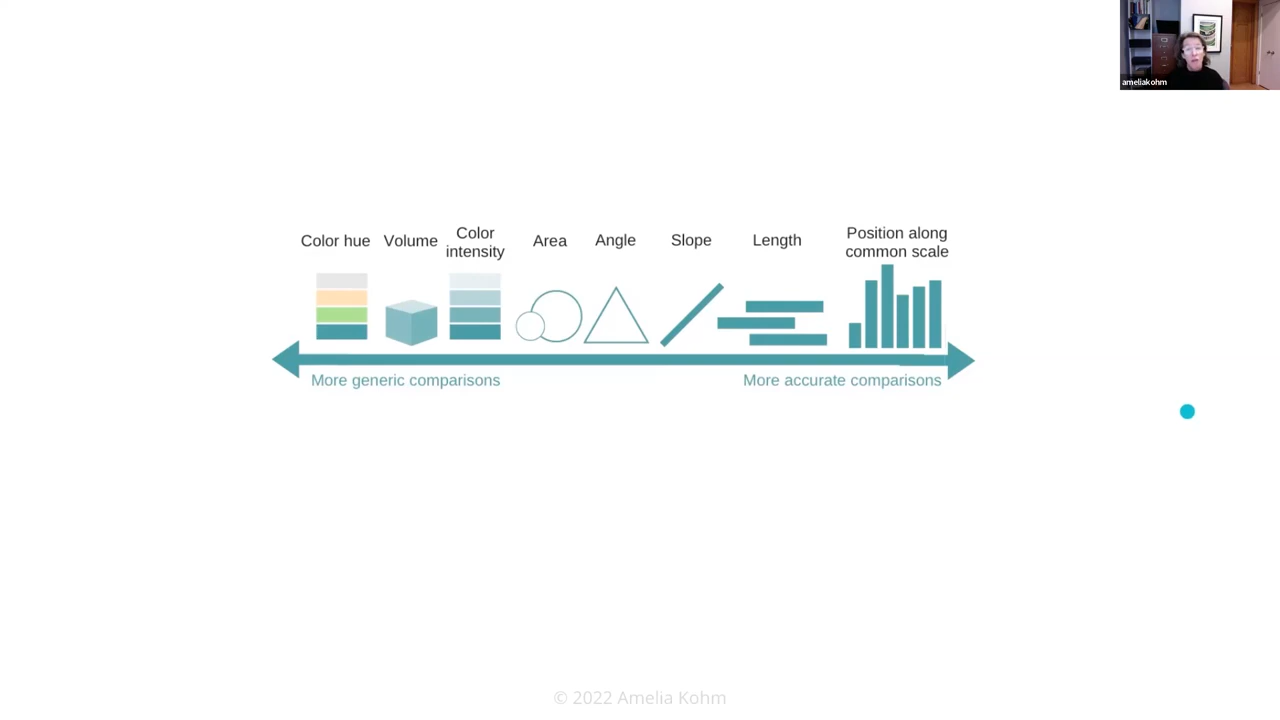 ameliakohm
Color hue
Volume
Color
intensity
Area
Angle
Slope
Length
Position along
common scale
More generic comparisons
More accurate comparisons
© 2022 Amelia Kohm